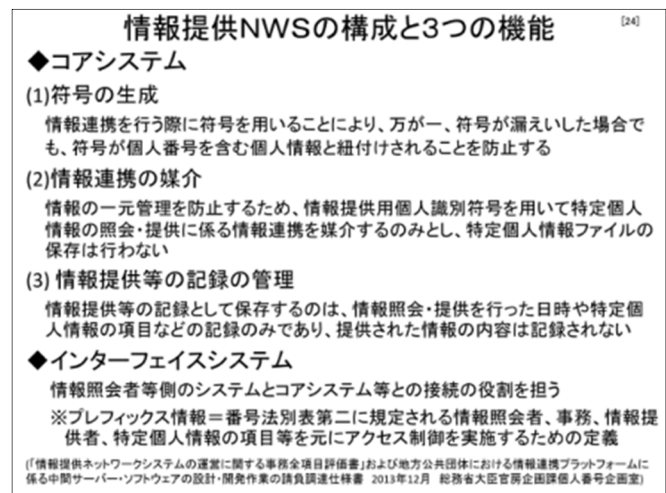 情報提供NWSの構成と3つの機能
[24]
◆コアシステム
(1)符号の生成
情報連携を行う際に符号を用いることにより、万が一、符号が漏えいした場合で
も、符号が個人番号を含む個人情報と紐付けされることを防止する
(2)情報連携の媒介
情報の一元管理を防止するため、情報提供用個人識別符号を用いて特定個人
情報の照会・提供に係る情報連携を媒介するのみとし、特定個人情報ファイルの
保存は行わない
(3) 情報提供等の記録の管理
情報提供等の記録として保存するのは、情報照会・提供を行った日時や特定個
人情報の項目などの記録のみであり、提供された情報の内容は記録されない
◆インターフェイスシステム
情報照会者等側のシステムとコアシステム等との接続の役割を担う
※プレフィックス情報＝番号法別表第二に規定される情報照会者、事務、情報提
供者、特定個人情報の項目等を元にアクセス制御を実施するための定義
(「情報提供ネットワークシステムの運営に関する事務全項目評価書」および地方公共団体における情報連携プラットフォームに
係る中間サーバー・ソフトウェアの設計・開発作業の請負調達仕様書 2013年12月 総務省大臣官房企画課個人番号企画室)